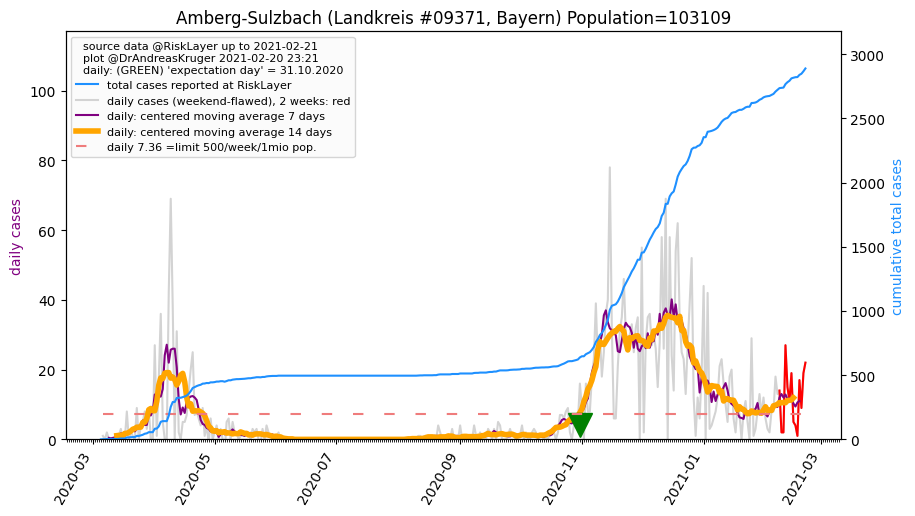 Amberg-Sulzbach (Landkreis #09371, Bayern) Population=103109
source data @RiskLayer up to 2021-02-21
plot @DrAndreasKruger 2021-02-20 23:21
daily: (GREEN) 'expectation day' = 31.10.2020
total cases reported at RiskLayer
daily cases (weekend-flawed), 2 weeks: red
daily: centered moving average 7 days
daily: centered moving average 14 days
daily 7.36 =limit 500/week/1mio pop.
daily cases
100
80
60
40
20
0
cumulative total cases
3000
2500
2000
1500
1000
500
0
2020-03
2020-05
2020-07
2020-09
2020-11
2021-01
2021-03